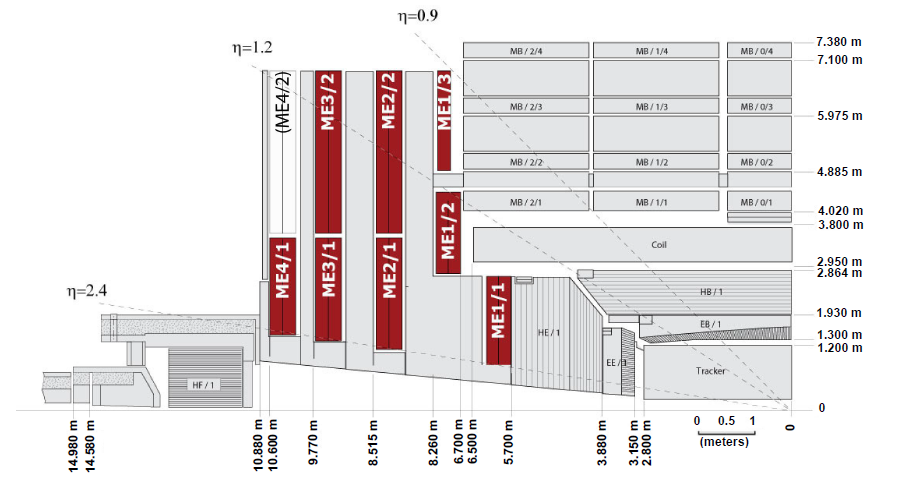 η=0.9
η=1.2
7.380 m
MB / 2/4 MB / 1/4 MB / 0/4
7.100 m
(ME4/2) ME3/2 ME2/2 ME1/3
MB / 2/3 MB / 1/3 MB / 0/3
5.975 m
MB / 2/2 MB / 1/2 MB / 0/2
4.885 m
MB / 2/1 MB / 1/1 MB / 0/1
4.020 m
3.800 m
ME1/2
Coil
ME4/1 ME3/1 ME2/1
2.950 m
2.864 m
η=2.4
ME1/1
HB / 1
1.930 m
EB / 1
HE / 1
1.300 m
1.200 m
EE / 1
Tracker
HF / 1
0
14.980 m
14.580 m
10.880 m
10.600 m
9.770 m
8.515 m
8.260 m
6.700 m
6.500 m
5.700 m
3.880 m
3.150 m
2.800 m
0
0 0.5 1
(meters)